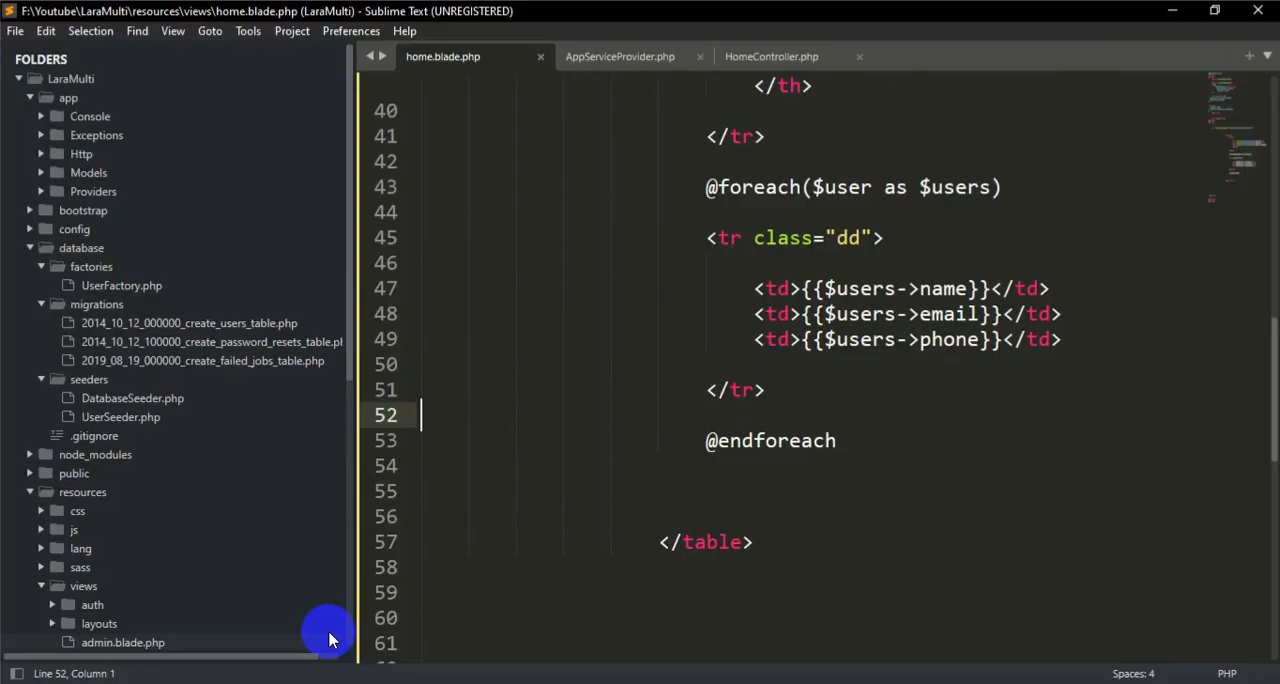 F:\Youtube\LaraMulti\resources\views\home.blade.php (LaraMulti) - Sublime Text (UNREGISTERED)
File Edit Selection Find View Goto Tools Project Preferences Help
FOLDERS
LaraMulti
app
Console
Exceptions
Http
Models
Providers
bootstrap
config
database
factories
UserFactory.php
migrations
2014_10_12_000000_create_users_table.php
2014_10_12_100000_create_password_resets_table.ph
2019_08_19_000000_create_failed_jobs_table.php
seeders
DatabaseSeeder.php
UserSeeder.php
.gitignore
node_modules
public
resources
css
js
lang
sass
views
auth
layouts
admin.blade.php
home.blade.php AppServiceProvider.php HomeController.php
</th>
40
41 </tr>
42
43 @foreach($user as $users)
44
45 <tr class="dd">
46
47 <td>{{$users->name}}</td>
48 <td>{{$users->email}}</td>
49 <td>{{$users->phone}}</td>
50
51 </tr>
52
53 @endforeach
54
55
56
57 </table>
58
59
60
61
Line 52, Column 1 Spaces: 4 PHP